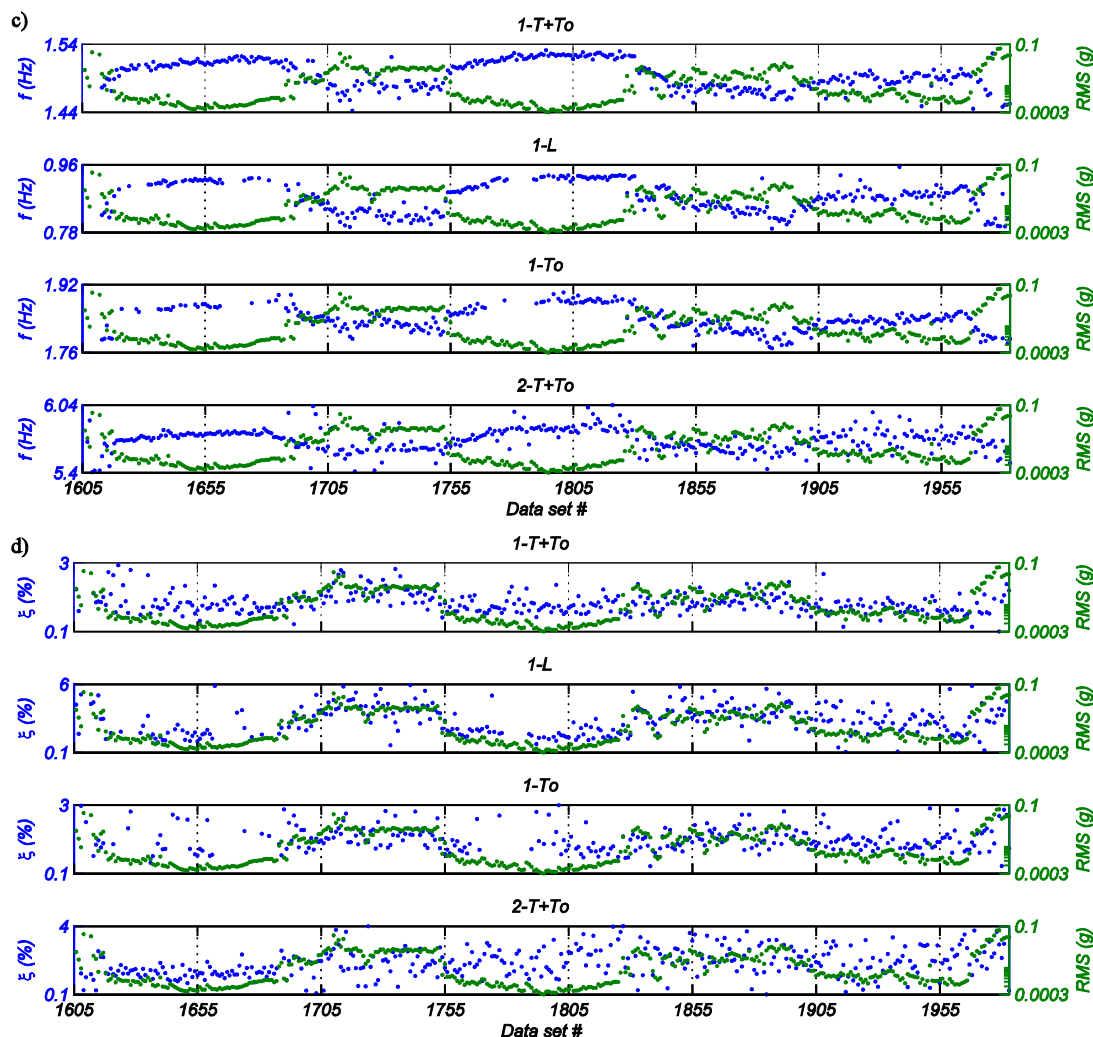 c)
1-T+To
1.54
f (Hz)
1.44
0.1
RMS (g)
0.0003
1-L
0.96
f (Hz)
0.78
0.1
RMS (g)
0.0003
1-To
1.92
f (Hz)
1.76
0.1
RMS (g)
0.0003
2-T+To
6.04
f (Hz)
5.4
0.1
RMS (g)
0.0003
1605 1655 1705 1755 1805 1855 1905 1955
Data set #
d)
1-T+To
3
ξ (%)
0.1
0.1
RMS (g)
0.0003
1-L
6
ξ (%)
0.1
0.1
RMS (g)
0.0003
1-To
3
ξ (%)
0.1
0.1
RMS (g)
0.0003
2-T+To
4
ξ (%)
0.1
0.1
RMS (g)
0.0003
1605 1655 1705 1755 1805 1855 1905 1955
Data set #